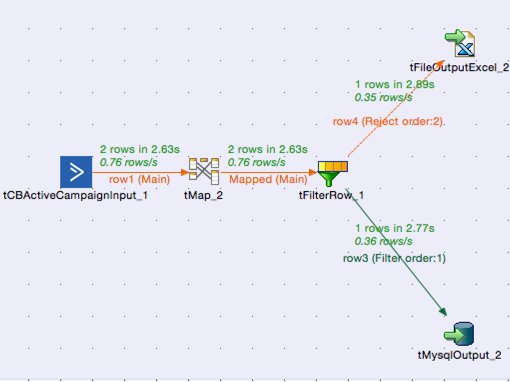 tFileOutputExcel_2
1 rows in 2.89s
0.35 rows/s
row4 (Reject order:2).
2 rows in 2.63s
0.76 rows/s
row1 (Main)
2 rows in 2.63s
0.76 rows/s
Mapped (Main)
tCBActiveCampaignInput_1
tMap_2
tFilterRow_1
1 rows in 2.77s
0.36 rows/s
row3 (Filter order:1)
tMysqlOutput_2